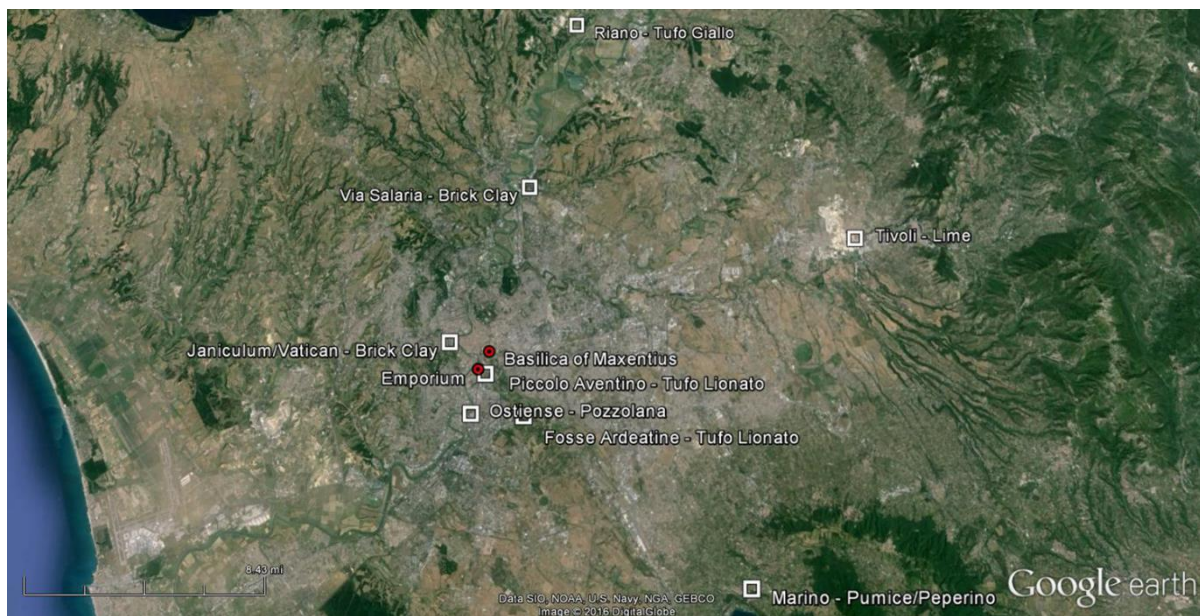 Riano - Tufo Giallo
Via Salaria - Brick Clay
Tivoli - Lime
Janiculum/Vatican - Brick Clay
Basilica of Maxentius
Emporium
Piccolo Aventino - Tufo Lionato
Ostiense - Pozzolana
Fosse Ardeatine - Tufo Lionato
8.43 mi
Data SIO, NOAA, U.S. Navy, NGA, GEBCO
Image © 2016 DigitalGlobe
Marino - Pumice/Peperino
Google earth